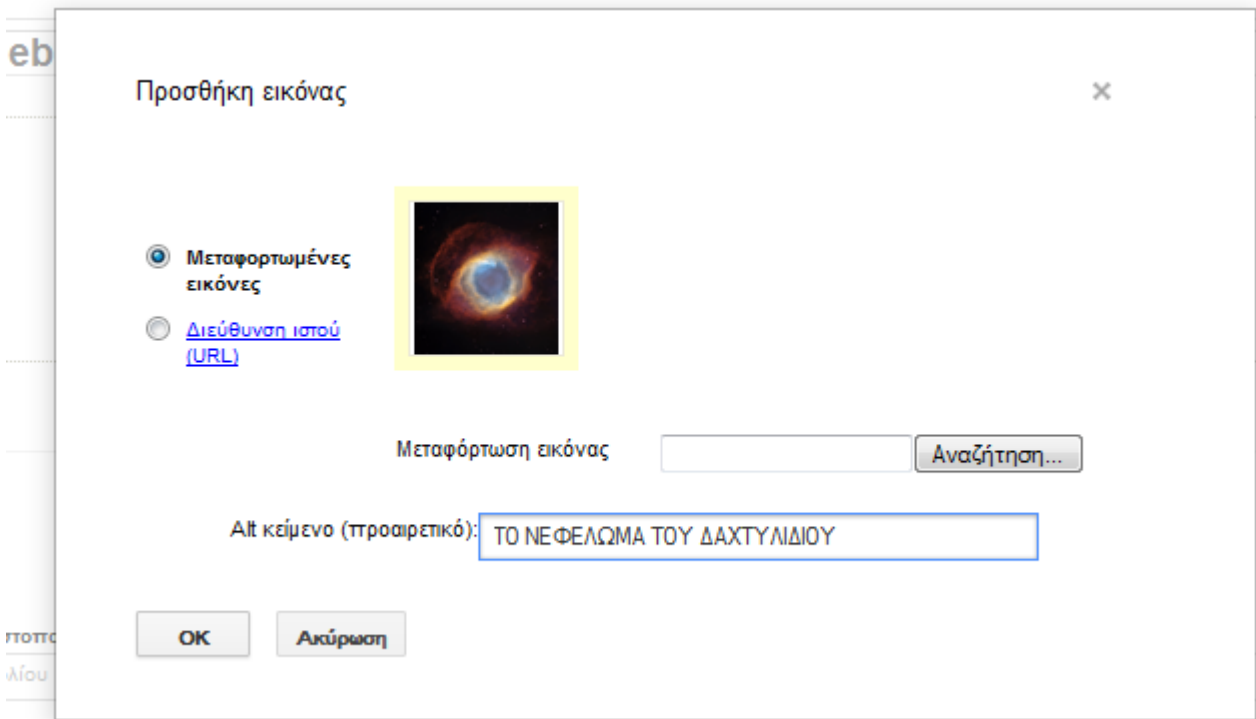 eb
Προσθήκη εικόνας
Μεταφορτωμένες
εικόνες
Διεύθυνση ιστού
(URL)
Μεταφόρτωση εικόνας
Αναζήτηση...
Alt κείμενο (προαιρετικό):
ΤΟ ΝΕΦΕΛΩΜΑ ΤΟΥ ΔΑΧΤΥΛΙΔΙΟΥ
OK
Ακύρωση